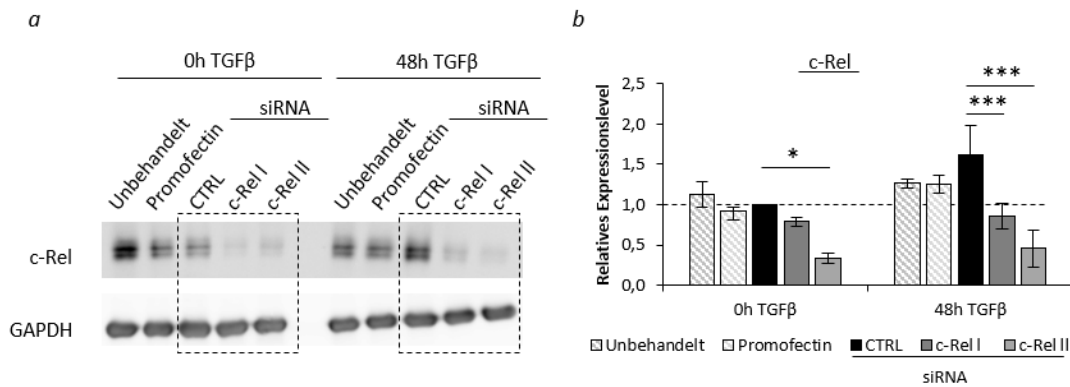 a
0h TGFβ
48h TGFβ
siRNA
siRNA
Unbehandelt
Promofectin
CTRL
c-Rel I
c-Rel II
Unbehandelt
Promofectin
CTRL
c-Rel I
c-Rel II
c-Rel
GAPDH
b
c-Rel
Relatives Expressionslevel
2,5
2,0
1,5
1,0
0,5
0,0
*
***
***
0h TGFβ
48h TGFβ
Unbehandelt Promofectin CTRL c-Rel I c-Rel II
siRNA